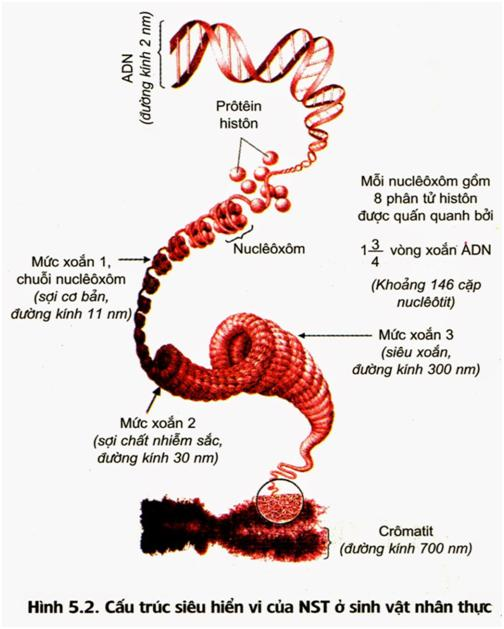 ADN
(đường kính 2 nm)
Prôtêin
histôn
Mỗi nuclêôxôm gồm
8 phân tử histôn
được quấn quanh bởi
1 3/4 vòng xoắn ADN
(Khoảng 146 cặp
nuclêôtit)
Nuclêôxôm
Mức xoắn 1,
chuỗi nuclêôxôm
(sợi cơ bản,
đường kính 11 nm)
Mức xoắn 3
(siêu xoắn,
đường kính 300 nm)
Mức xoắn 2
(sợi chất nhiễm sắc,
đường kính 30 nm)
Crômatit
(đường kính 700 nm)
Hình 5.2. Cấu trúc siêu hiển vi của NST ở sinh vật nhân thực